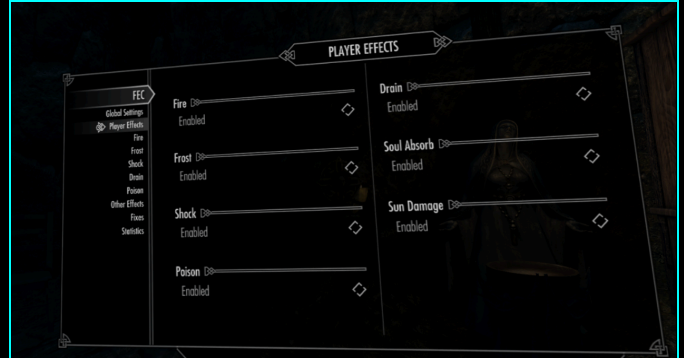 PLAYER EFFECTS
FEC
Global Settings
Player Effects
Fire
Frost
Shock
Drain
Poison
Other Effects
Fixes
Statistics
Fire
Enabled
Frost
Enabled
Shock
Enabled
Poison
Enabled
Drain
Enabled
Soul Absorb
Enabled
Sun Damage
Enabled